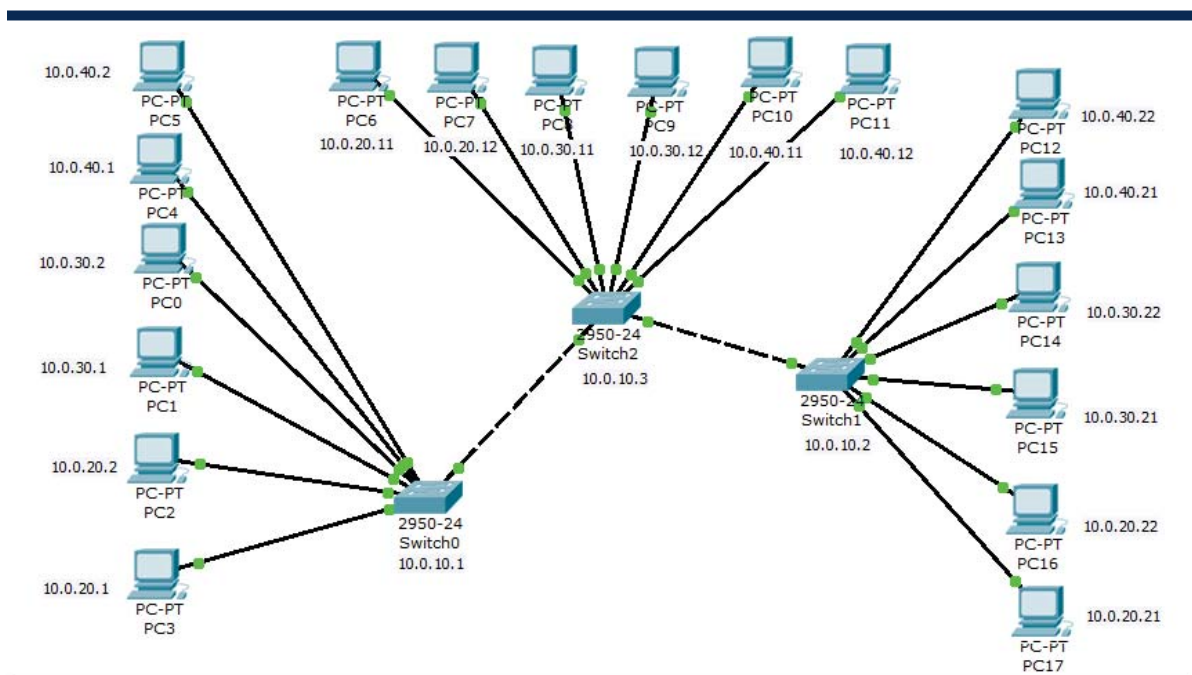 10.0.40.2
PC-PT
PC5
10.0.40.1
PC-PT
PC4
10.0.30.2
PC-PT
PC0
10.0.30.1
PC-PT
PC1
10.0.20.2
PC-PT
PC2
10.0.20.1
PC-PT
PC3
PC-PT
PC6
10.0.20.11
PC-PT
PC7
10.0.20.12
PC-PT
PC8
10.0.30.11
PC-PT
PC9
10.0.30.12
PC-PT
PC10
10.0.40.11
PC-PT
PC11
10.0.40.12
2950-24
Switch2
10.0.10.3
2950-24
Switch0
10.0.10.1
2950-24
Switch1
10.0.10.2
PC-PT
PC12
10.0.40.22
PC-PT
PC13
10.0.40.21
PC-PT
PC14
10.0.30.22
PC-PT
PC15
10.0.30.21
PC-PT
PC16
10.0.20.22
PC-PT
PC17
10.0.20.21